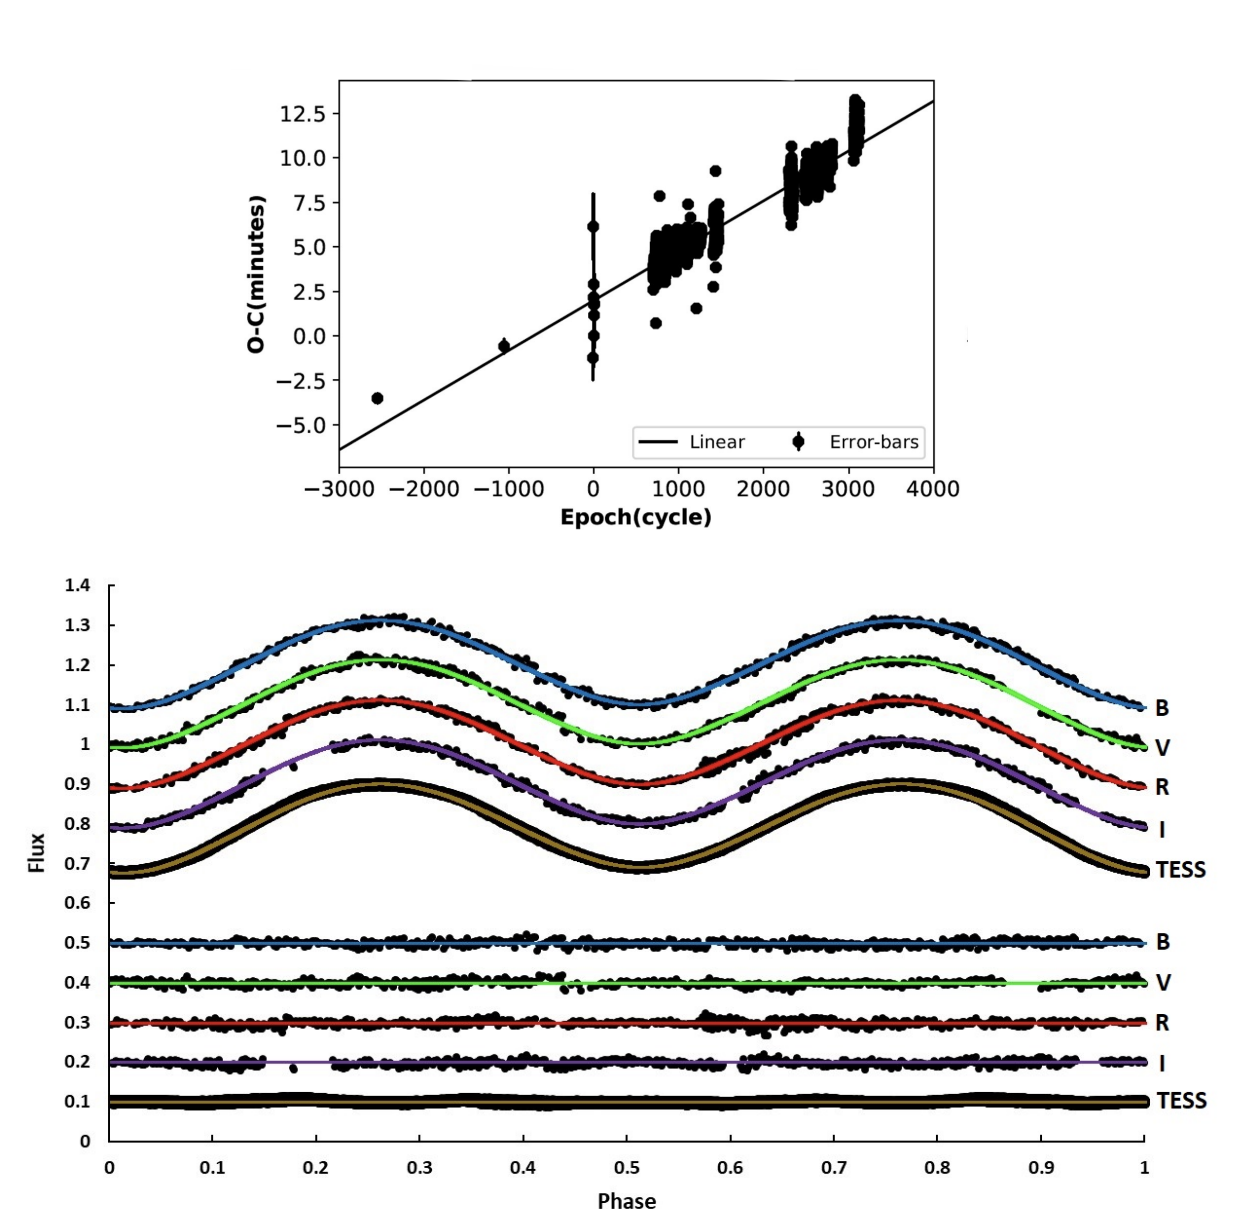 12.5
10.0
7.5
5.0
2.5
0.0
−2.5
−5.0
O-C(minutes)
Linear
Error-bars
−3000 −2000 −1000 0 1000 2000 3000 4000
Epoch(cycle)
1.4
1.3
1.2
1.1
B
1
V
0.9
R
0.8
I
0.7
TESS
0.6
0.5
B
0.4
V
0.3
R
0.2
I
0.1
TESS
0
Flux
0 0.1 0.2 0.3 0.4 0.5 0.6 0.7 0.8 0.9 1
Phase